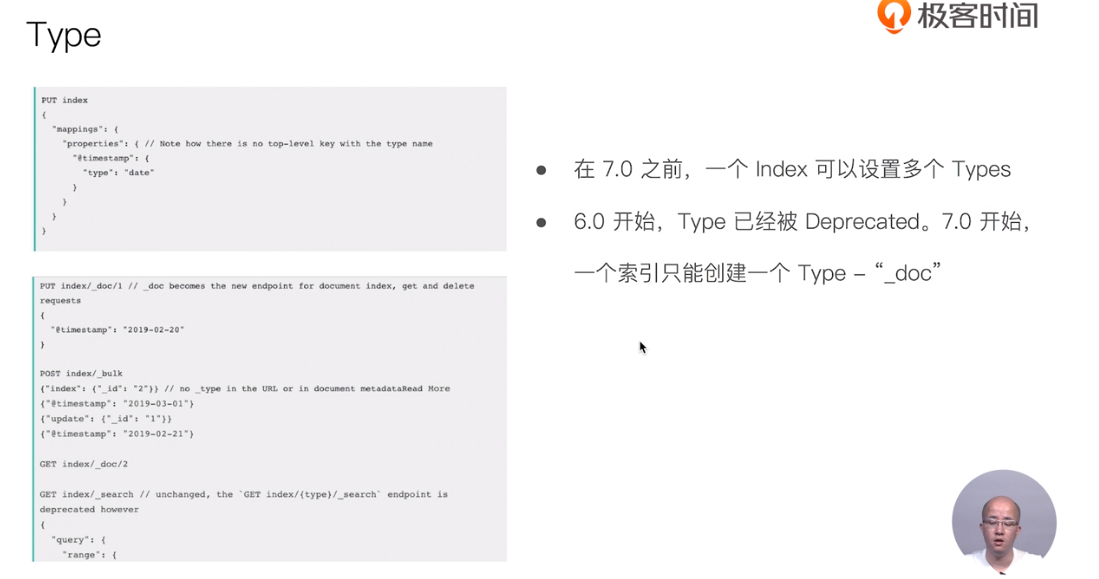 Type
极客时间
PUT index
{
"mappings": {
"properties": { // Note how there is no top-level key with the type name
"@timestamp": {
"type": "date"
}
}
}
}
PUT index/_doc/1 // _doc becomes the new endpoint for document index, get and delete
requests
{
"@timestamp": "2019-02-20"
}
POST index/_bulk
{"index": {"_id": "2"}} // no _type in the URL or in document metadataRead More
{"@timestamp": "2019-03-01"}
{"update": {"_id": "1"}}
{"@timestamp": "2019-02-21"}
GET index/_doc/2
GET index/_search // unchanged, the `GET index/{type}/_search` endpoint is
deprecated however
{
"query": {
"range": {
● 在 7.0 之前，一个 Index 可以设置多个 Types
● 6.0 开始，Type 已经被 Deprecated。7.0 开始，
一个索引只能创建一个 Type – “_doc”